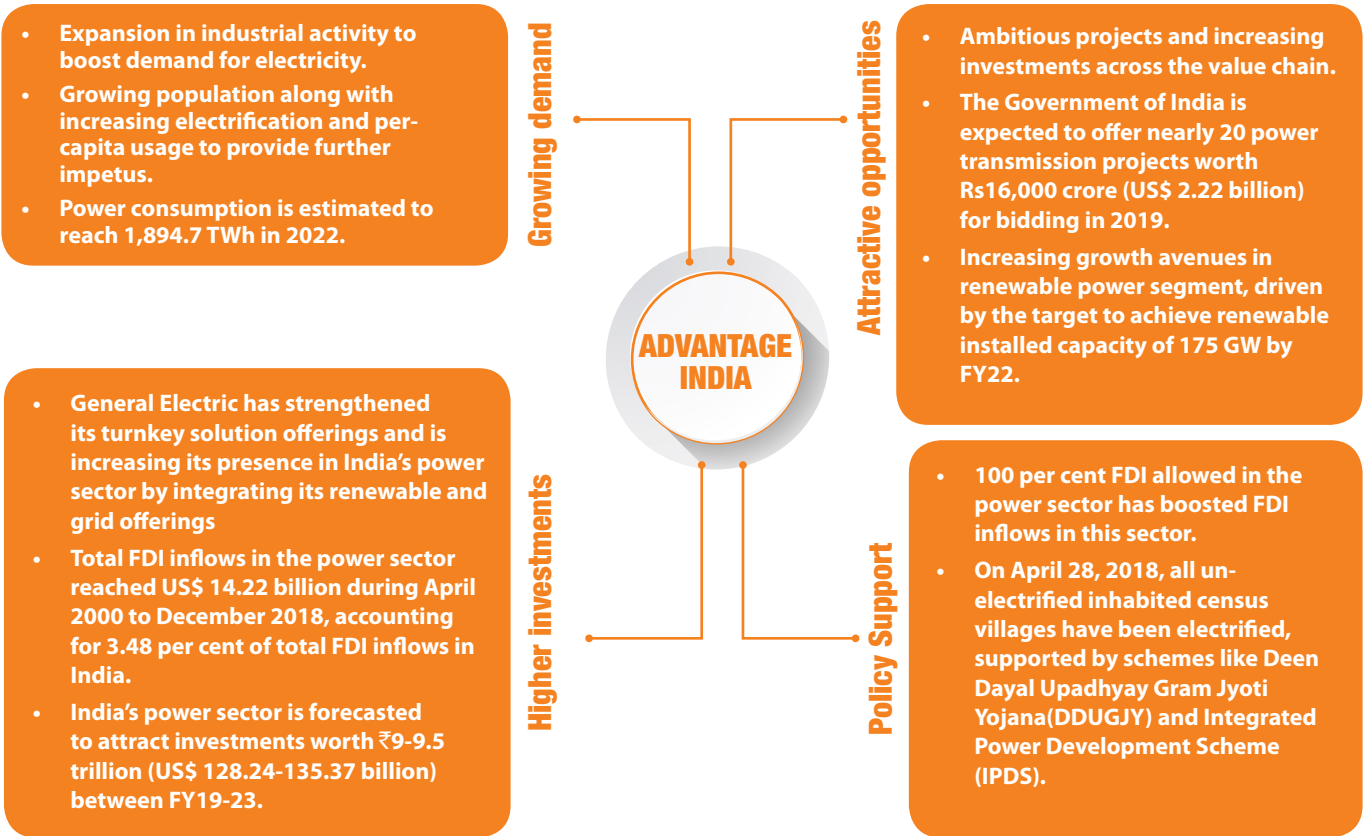 • Expansion in industrial activity to
boost demand for electricity.
• Growing population along with
increasing electrification and per-
capita usage to provide further
impetus.
• Power consumption is estimated to
reach 1,894.7 TWh in 2022.
Growing demand
Attractive opportunities
• Ambitious projects and increasing
investments across the value chain.
• The Government of India is
expected to offer nearly 20 power
transmission projects worth
Rs16,000 crore (US$ 2.22 billion)
for bidding in 2019.
• Increasing growth avenues in
renewable power segment, driven
by the target to achieve renewable
installed capacity of 175 GW by
FY22.
ADVANTAGE
INDIA
• General Electric has strengthened
its turnkey solution offerings and is
increasing its presence in India’s power
sector by integrating its renewable and
grid offerings
• Total FDI inflows in the power sector
reached US$ 14.22 billion during April
2000 to December 2018, accounting
for 3.48 per cent of total FDI inflows in
India.
• India’s power sector is forecasted
to attract investments worth ₹9-9.5
trillion (US$ 128.24-135.37 billion)
between FY19-23.
Higher investments
Policy Support
• 100 per cent FDI allowed in the
power sector has boosted FDI
inflows in this sector.
• On April 28, 2018, all un-
electrified inhabited census
villages have been electrified,
supported by schemes like Deen
Dayal Upadhyay Gram Jyoti
Yojana(DDUGJY) and Integrated
Power Development Scheme
(IPDS).